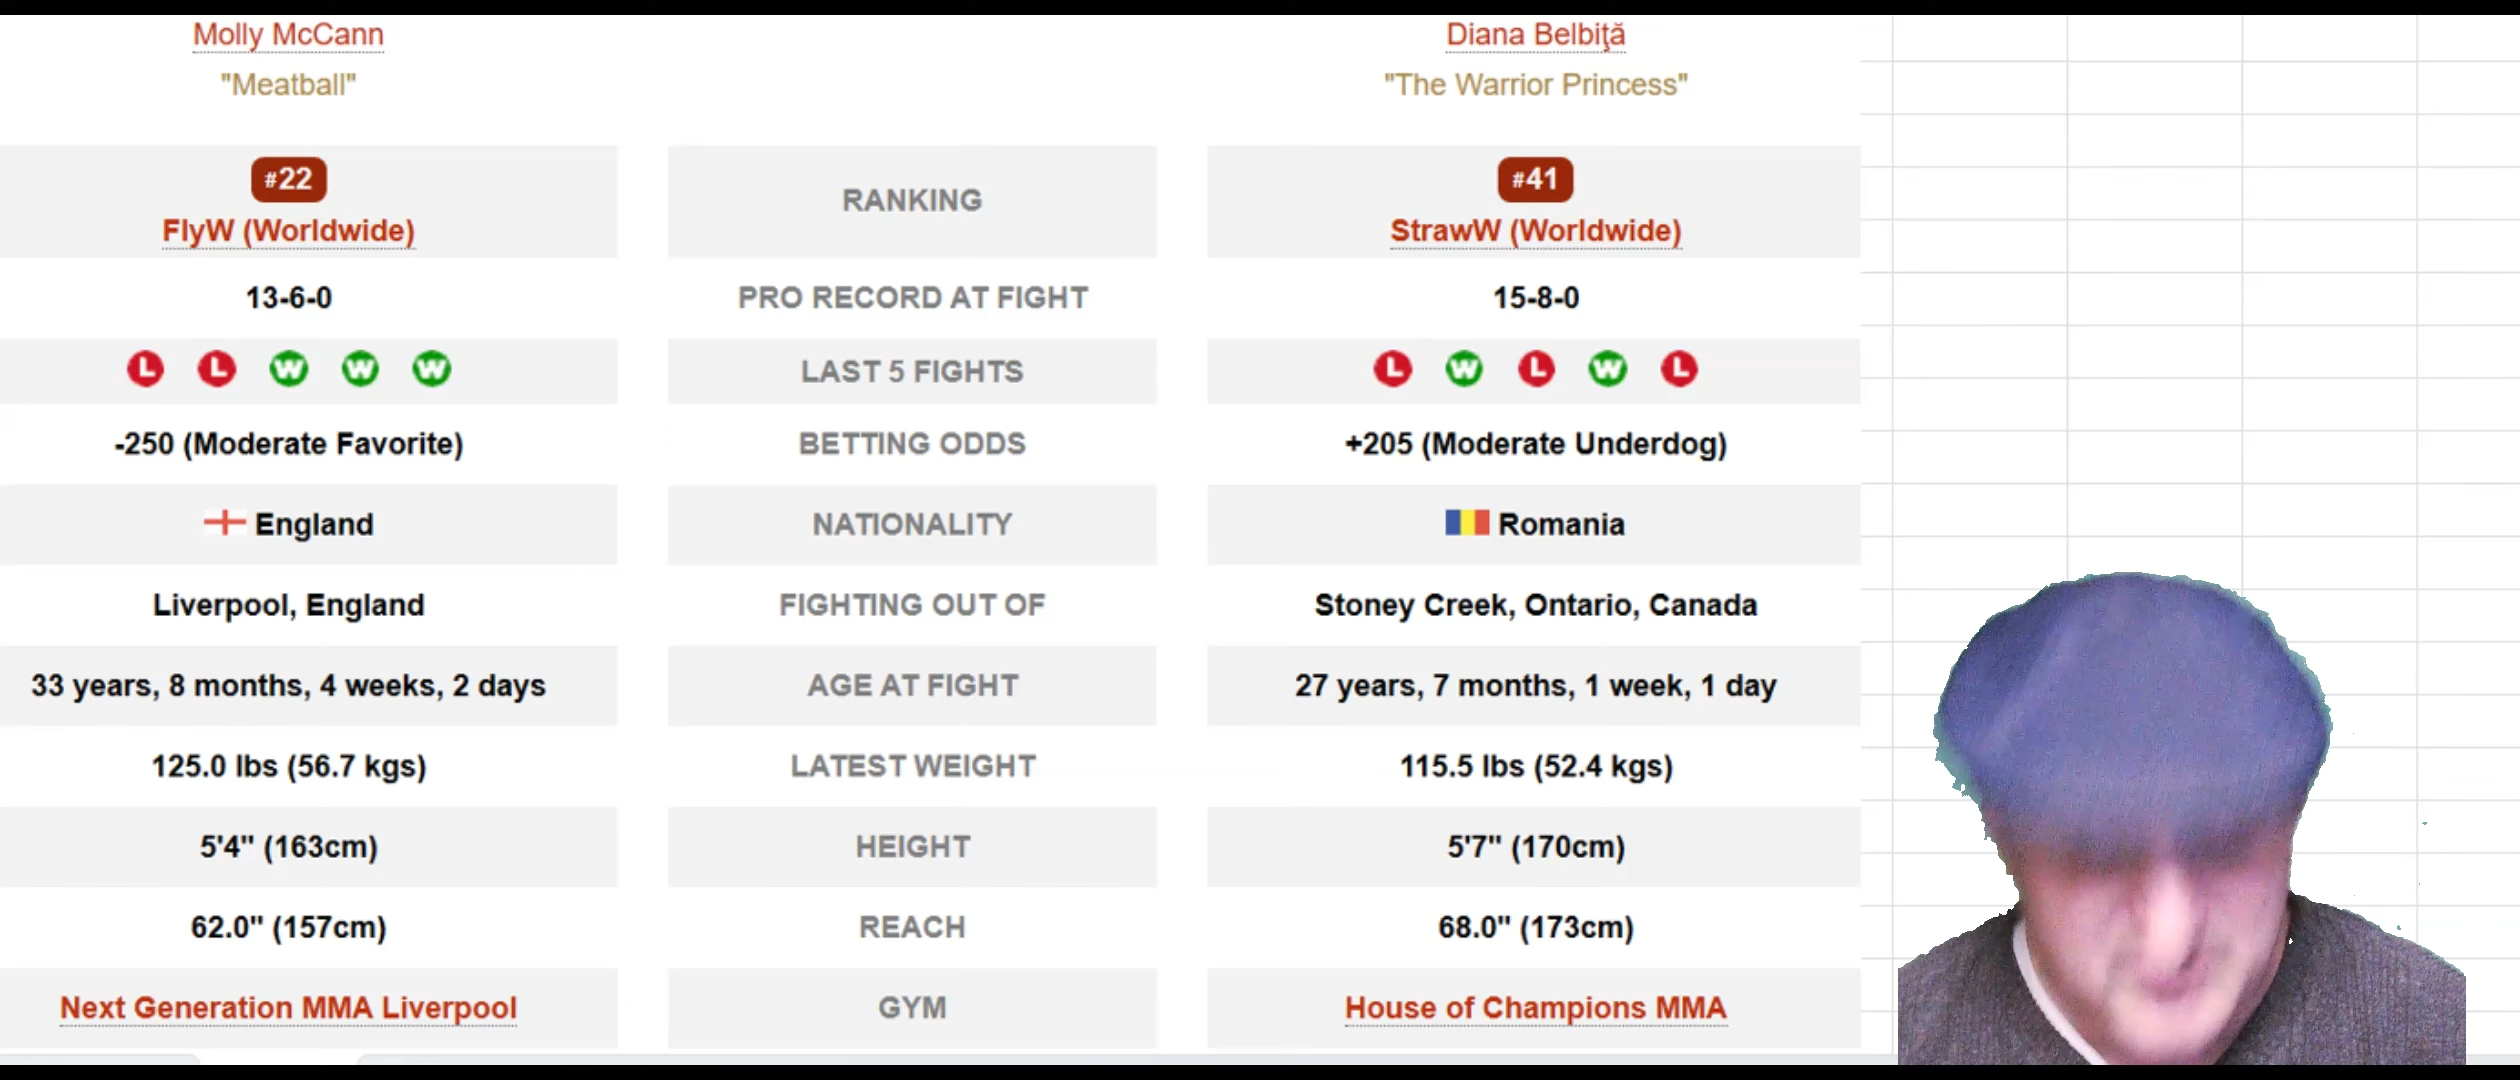 Molly McCann
Diana Belbiţă
"Meatball"
"The Warrior Princess"
#22
FlyW (Worldwide)
RANKING
#41
StrawW (Worldwide)
13-6-0
PRO RECORD AT FIGHT
15-8-0
L L W W W
LAST 5 FIGHTS
L W L W L
-250 (Moderate Favorite)
BETTING ODDS
+205 (Moderate Underdog)
England
NATIONALITY
Romania
Liverpool, England
FIGHTING OUT OF
Stoney Creek, Ontario, Canada
33 years, 8 months, 4 weeks, 2 days
AGE AT FIGHT
27 years, 7 months, 1 week, 1 day
125.0 lbs (56.7 kgs)
LATEST WEIGHT
115.5 lbs (52.4 kgs)
5'4" (163cm)
HEIGHT
5'7" (170cm)
62.0" (157cm)
REACH
68.0" (173cm)
Next Generation MMA Liverpool
GYM
House of Champions MMA